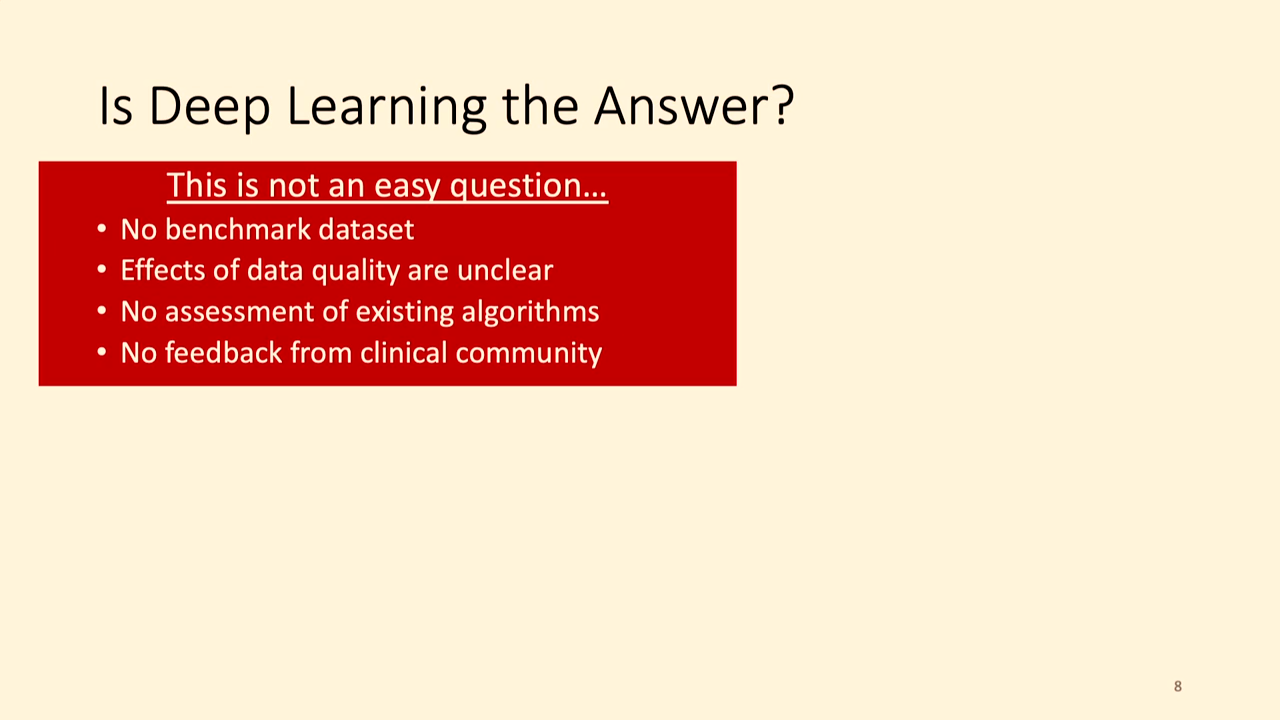 Is Deep Learning the Answer?
This is not an easy question…
• No benchmark dataset
• Effects of data quality are unclear
• No assessment of existing algorithms
• No feedback from clinical community
8